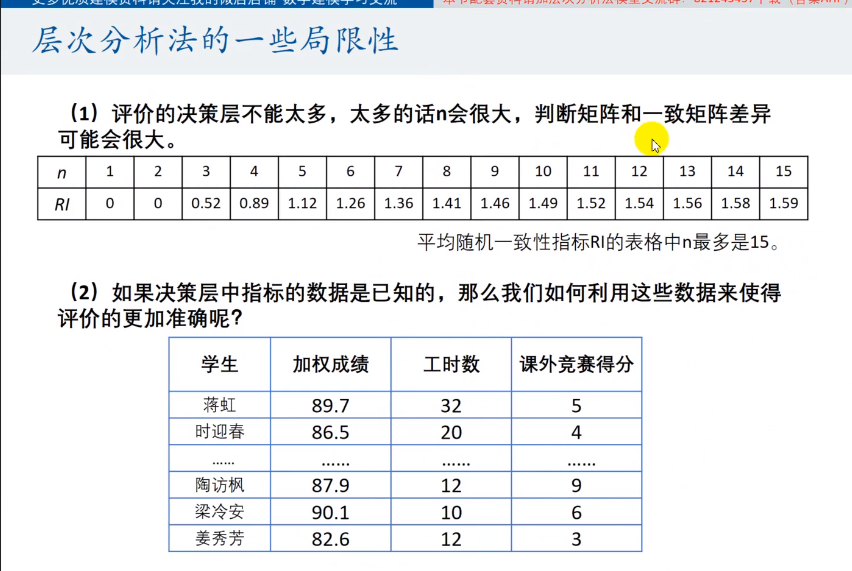 层次分析法的一些局限性
（1）评价的决策层不能太多，太多的话n会很大，判断矩阵和一致矩阵差异
可能会很大。
n 1 2 3 4 5 6 7 8 9 10 11 12 13 14 15
RI 0 0 0.52 0.89 1.12 1.26 1.36 1.41 1.46 1.49 1.52 1.54 1.56 1.58 1.59
平均随机一致性指标RI的表格中n最多是15。
（2）如果决策层中指标的数据是已知的，那么我们如何利用这些数据来使得
评价的更加准确呢？
学生 加权成绩 工时数 课外竞赛得分
蒋虹 89.7 32 5
时迎春 86.5 20 4
…… …… …… ……
陶访枫 87.9 12 9
梁冷安 90.1 10 6
姜秀芳 82.6 12 3